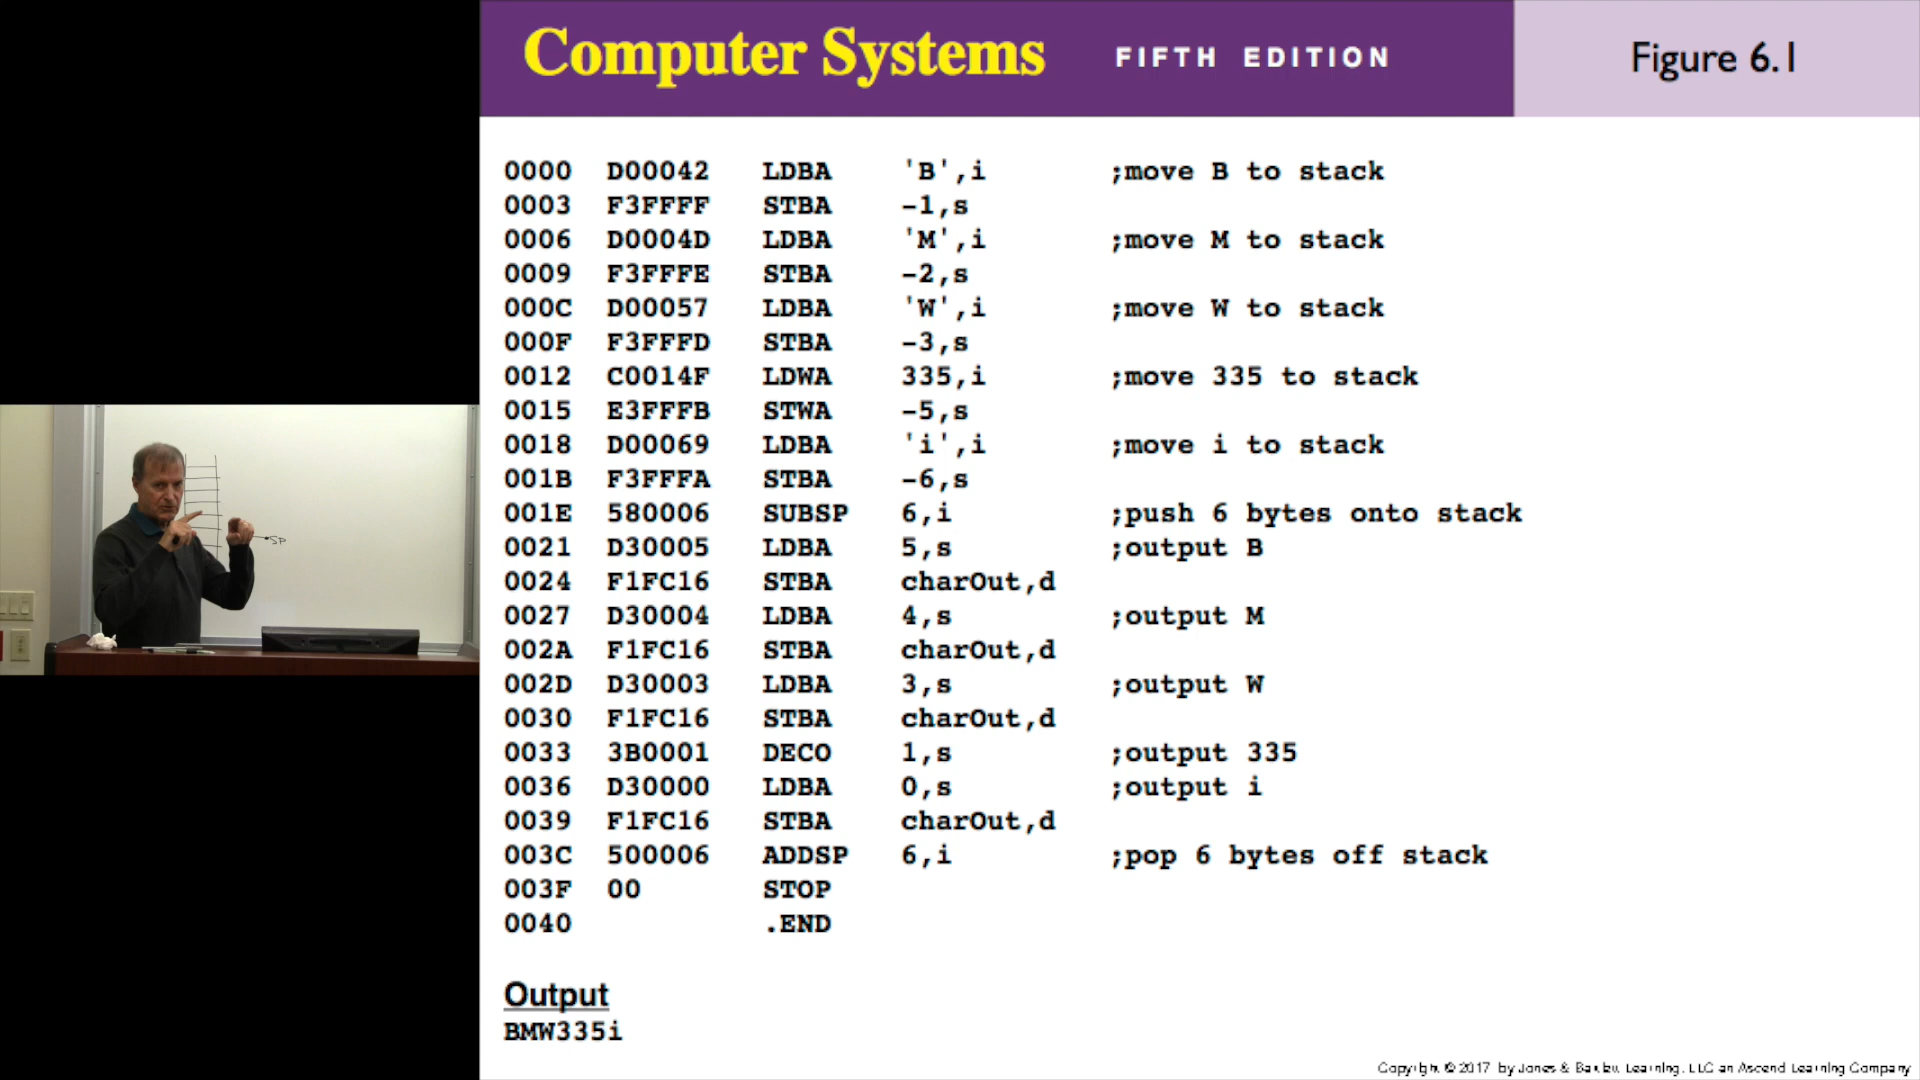 Computer Systems FIFTH EDITION Figure 6.1
0000 D00042 LDBA 'B',i ;move B to stack
0003 F3FFFF STBA -1,s
0006 D0004D LDBA 'M',i ;move M to stack
0009 F3FFFE STBA -2,s
000C D00057 LDBA 'W',i ;move W to stack
000F F3FFFD STBA -3,s
0012 C0014F LDWA 335,i ;move 335 to stack
0015 E3FFFB STWA -5,s
0018 D00069 LDBA 'i',i ;move i to stack
001B F3FFFA STBA -6,s
001E 580006 SUBSP 6,i ;push 6 bytes onto stack
0021 D30005 LDBA 5,s ;output B
0024 F1FC16 STBA charOut,d
0027 D30004 LDBA 4,s ;output M
002A F1FC16 STBA charOut,d
002D D30003 LDBA 3,s ;output W
0030 F1FC16 STBA charOut,d
0033 3B0001 DECO 1,s ;output 335
0036 D30000 LDBA 0,s ;output i
0039 F1FC16 STBA charOut,d
003C 500006 ADDSP 6,i ;pop 6 bytes off stack
003F 00 STOP
0040 .END
Output
BMW335i
SP
Copyright © 2017 by Jones & Bartlett Learning, LLC an Ascend Learning Company